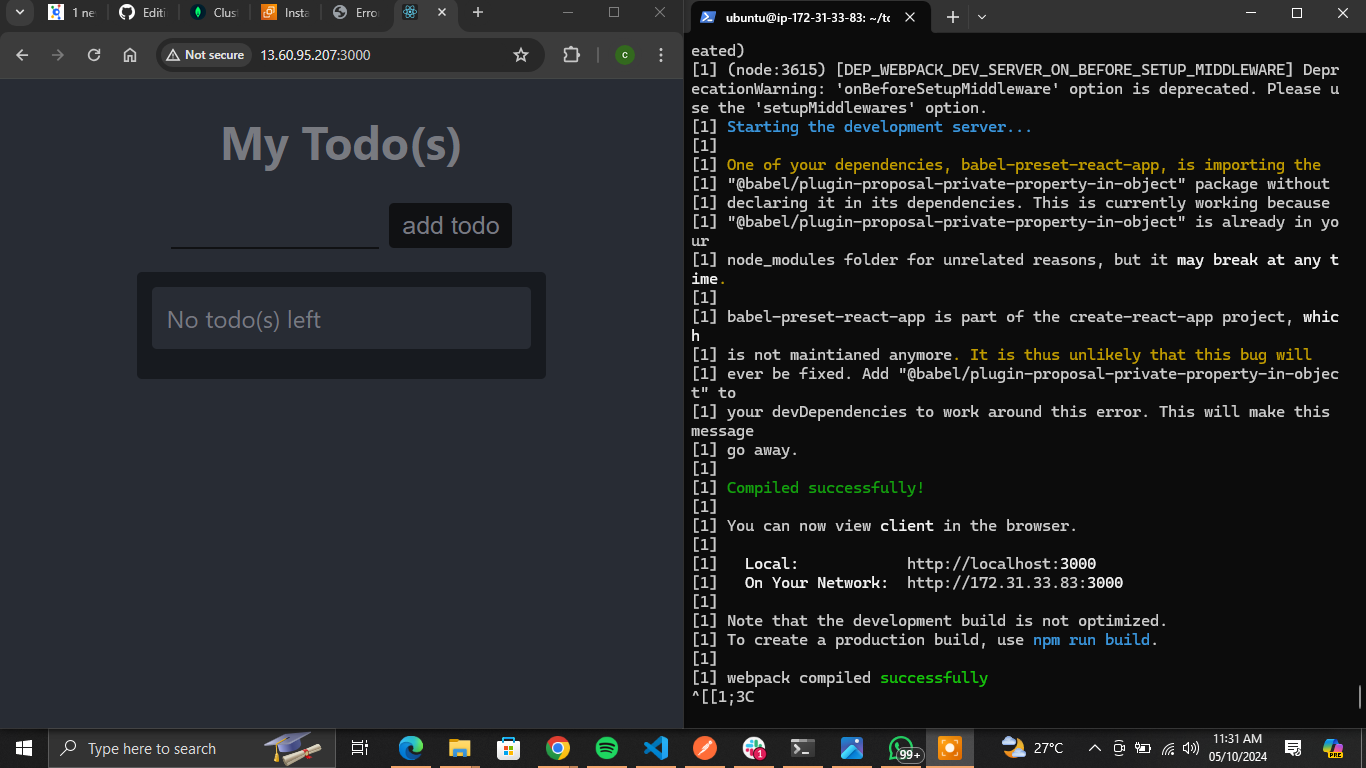 1 ne
Editi
Clust
Insta
Erro
Not secure
13.60.95.207:3000
c
My Todo(s)
add todo
No todo(s) left
ubuntu@ip-172-31-33-83: ~/to
eated)
[1] (node:3615) [DEP_WEBPACK_DEV_SERVER_ON_BEFORE_SETUP_MIDDLEWARE] Depr
ecationWarning: 'onBeforeSetupMiddleware' option is deprecated. Please u
se the 'setupMiddlewares' option.
[1] Starting the development server...
[1]
[1] One of your dependencies, babel-preset-react-app, is importing the
[1] "@babel/plugin-proposal-private-property-in-object" package without
[1] declaring it in its dependencies. This is currently working because
[1] "@babel/plugin-proposal-private-property-in-object" is already in yo
ur
[1] node_modules folder for unrelated reasons, but it may break at any t
ime.
[1]
[1] babel-preset-react-app is part of the create-react-app project, whic
h
[1] is not maintianed anymore. It is thus unlikely that this bug will
[1] ever be fixed. Add "@babel/plugin-proposal-private-property-in-objec
t" to
[1] your devDependencies to work around this error. This will make this
message
[1] go away.
[1]
[1] Compiled successfully!
[1]
[1] You can now view client in the browser.
[1]
[1] Local: http://localhost:3000
[1] On Your Network: http://172.31.33.83:3000
[1]
[1] Note that the development build is not optimized.
[1] To create a production build, use npm run build.
[1]
[1] webpack compiled successfully
^[[1;3C
Type here to search
1
99+
27°C
11:31 AM
05/10/2024
PRE